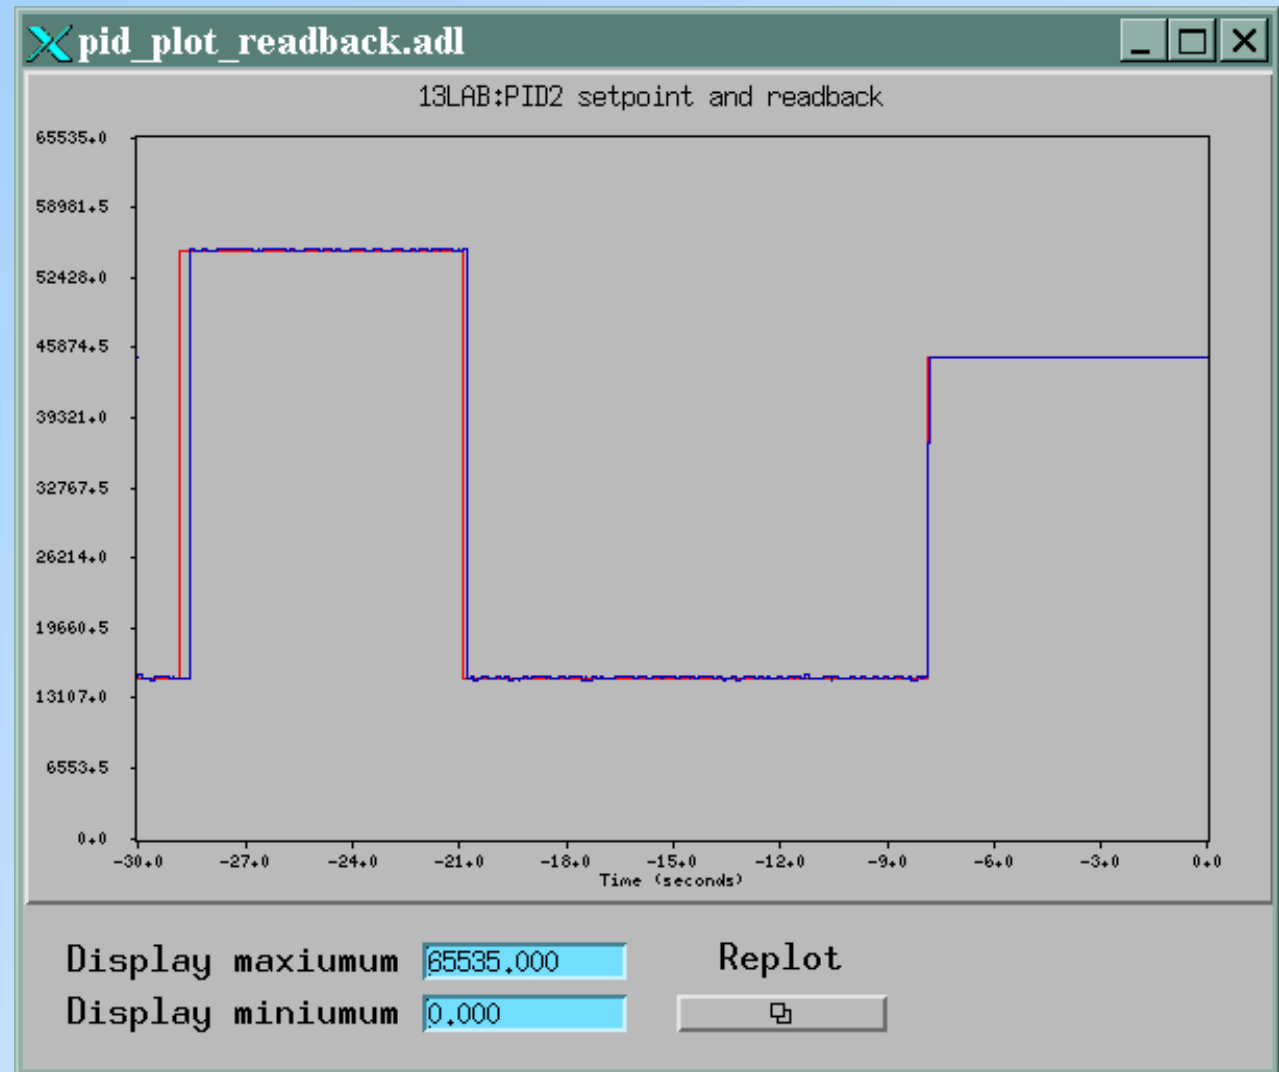 pid_plot_readback.adl
13LAB:PID2 setpoint and readback
65535.0
58981.5
52428.0
45874.5
39321.0
32767.5
26214.0
19660.5
13107.0
6553.5
0.0
-30.0 -27.0 -24.0 -21.0 -18.0 -15.0 -12.0 -9.0 -6.0 -3.0 0.0
Time (seconds)
Display maxiumum 65535.000 Replot
Display miniumum 0.000